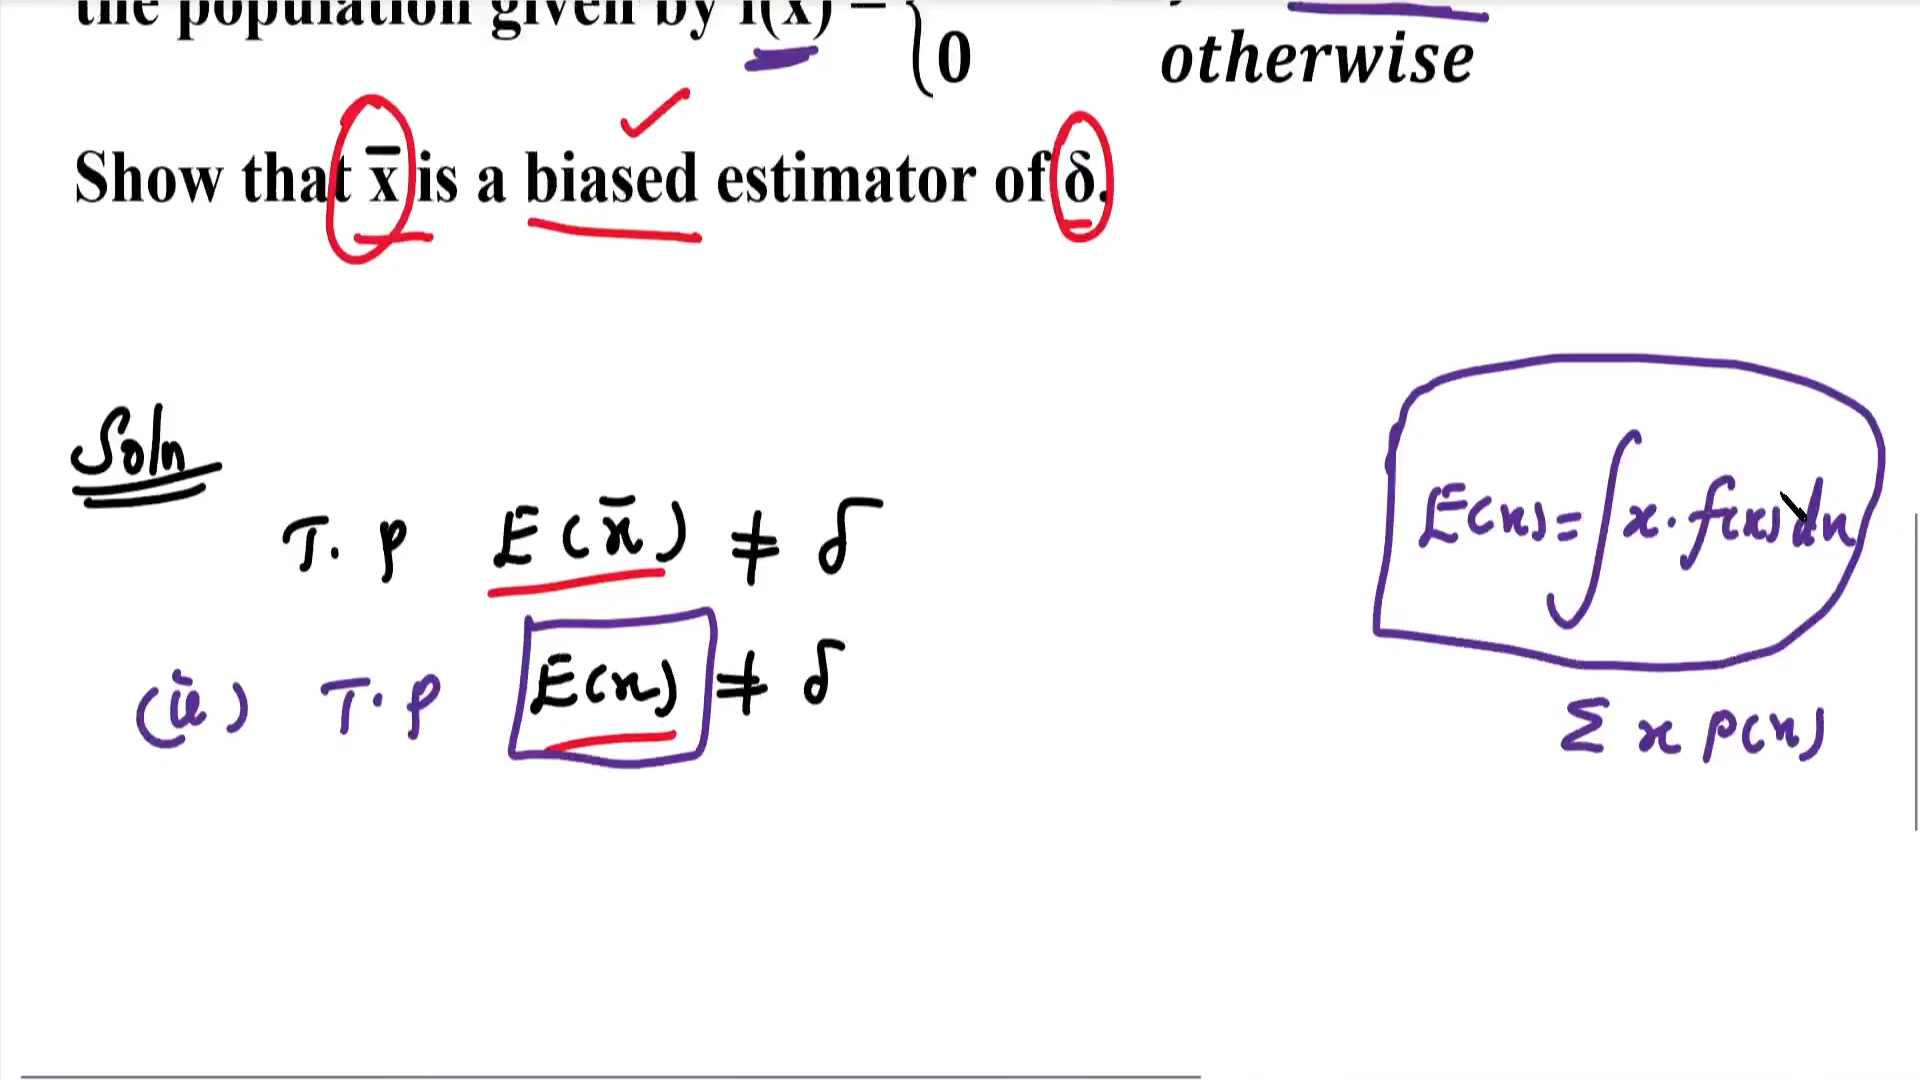 the population given by f(x) = {0 otherwise
Show that x̄ is a biased estimator of δ.
Soln
T. P E(x̄) ≠ δ
(ie) T.P E(x) ≠ δ
E(x) = ∫ x · f(x) dx
Σ x p(x)